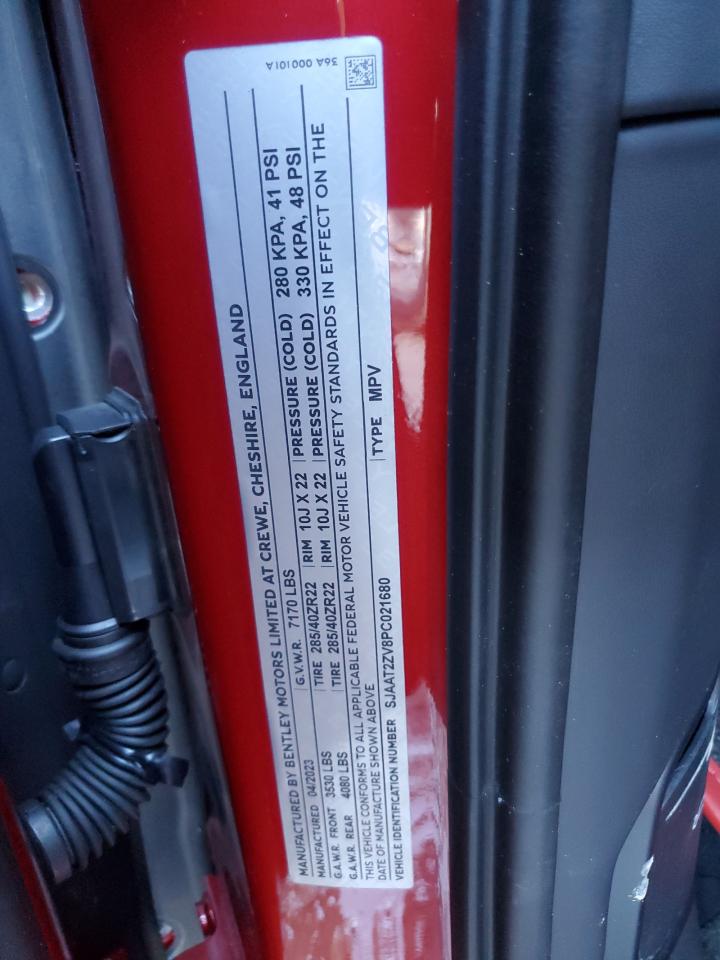 36A 000101A
MANUFACTURED BY BENTLEY MOTORS LIMITED AT CREWE, CHESHIRE, ENGLAND
MANUFACTURED 04/2023 G.V.W.R. 7170 LBS
G.A.W.R. FRONT 3530 LBS TIRE 285/40ZR22 RIM 10J X 22 PRESSURE (COLD) 280 KPA, 41 PSI
G.A.W.R. REAR 4080 LBS TIRE 285/40ZR22 RIM 10J X 22 PRESSURE (COLD) 330 KPA, 48 PSI
THIS VEHICLE CONFORMS TO ALL APPLICABLE FEDERAL MOTOR VEHICLE SAFETY STANDARDS IN EFFECT ON THE
DATE OF MANUFACTURE SHOWN ABOVE
VEHICLE IDENTIFICATION NUMBER SJAAT2ZV8PC021680 TYPE MPV